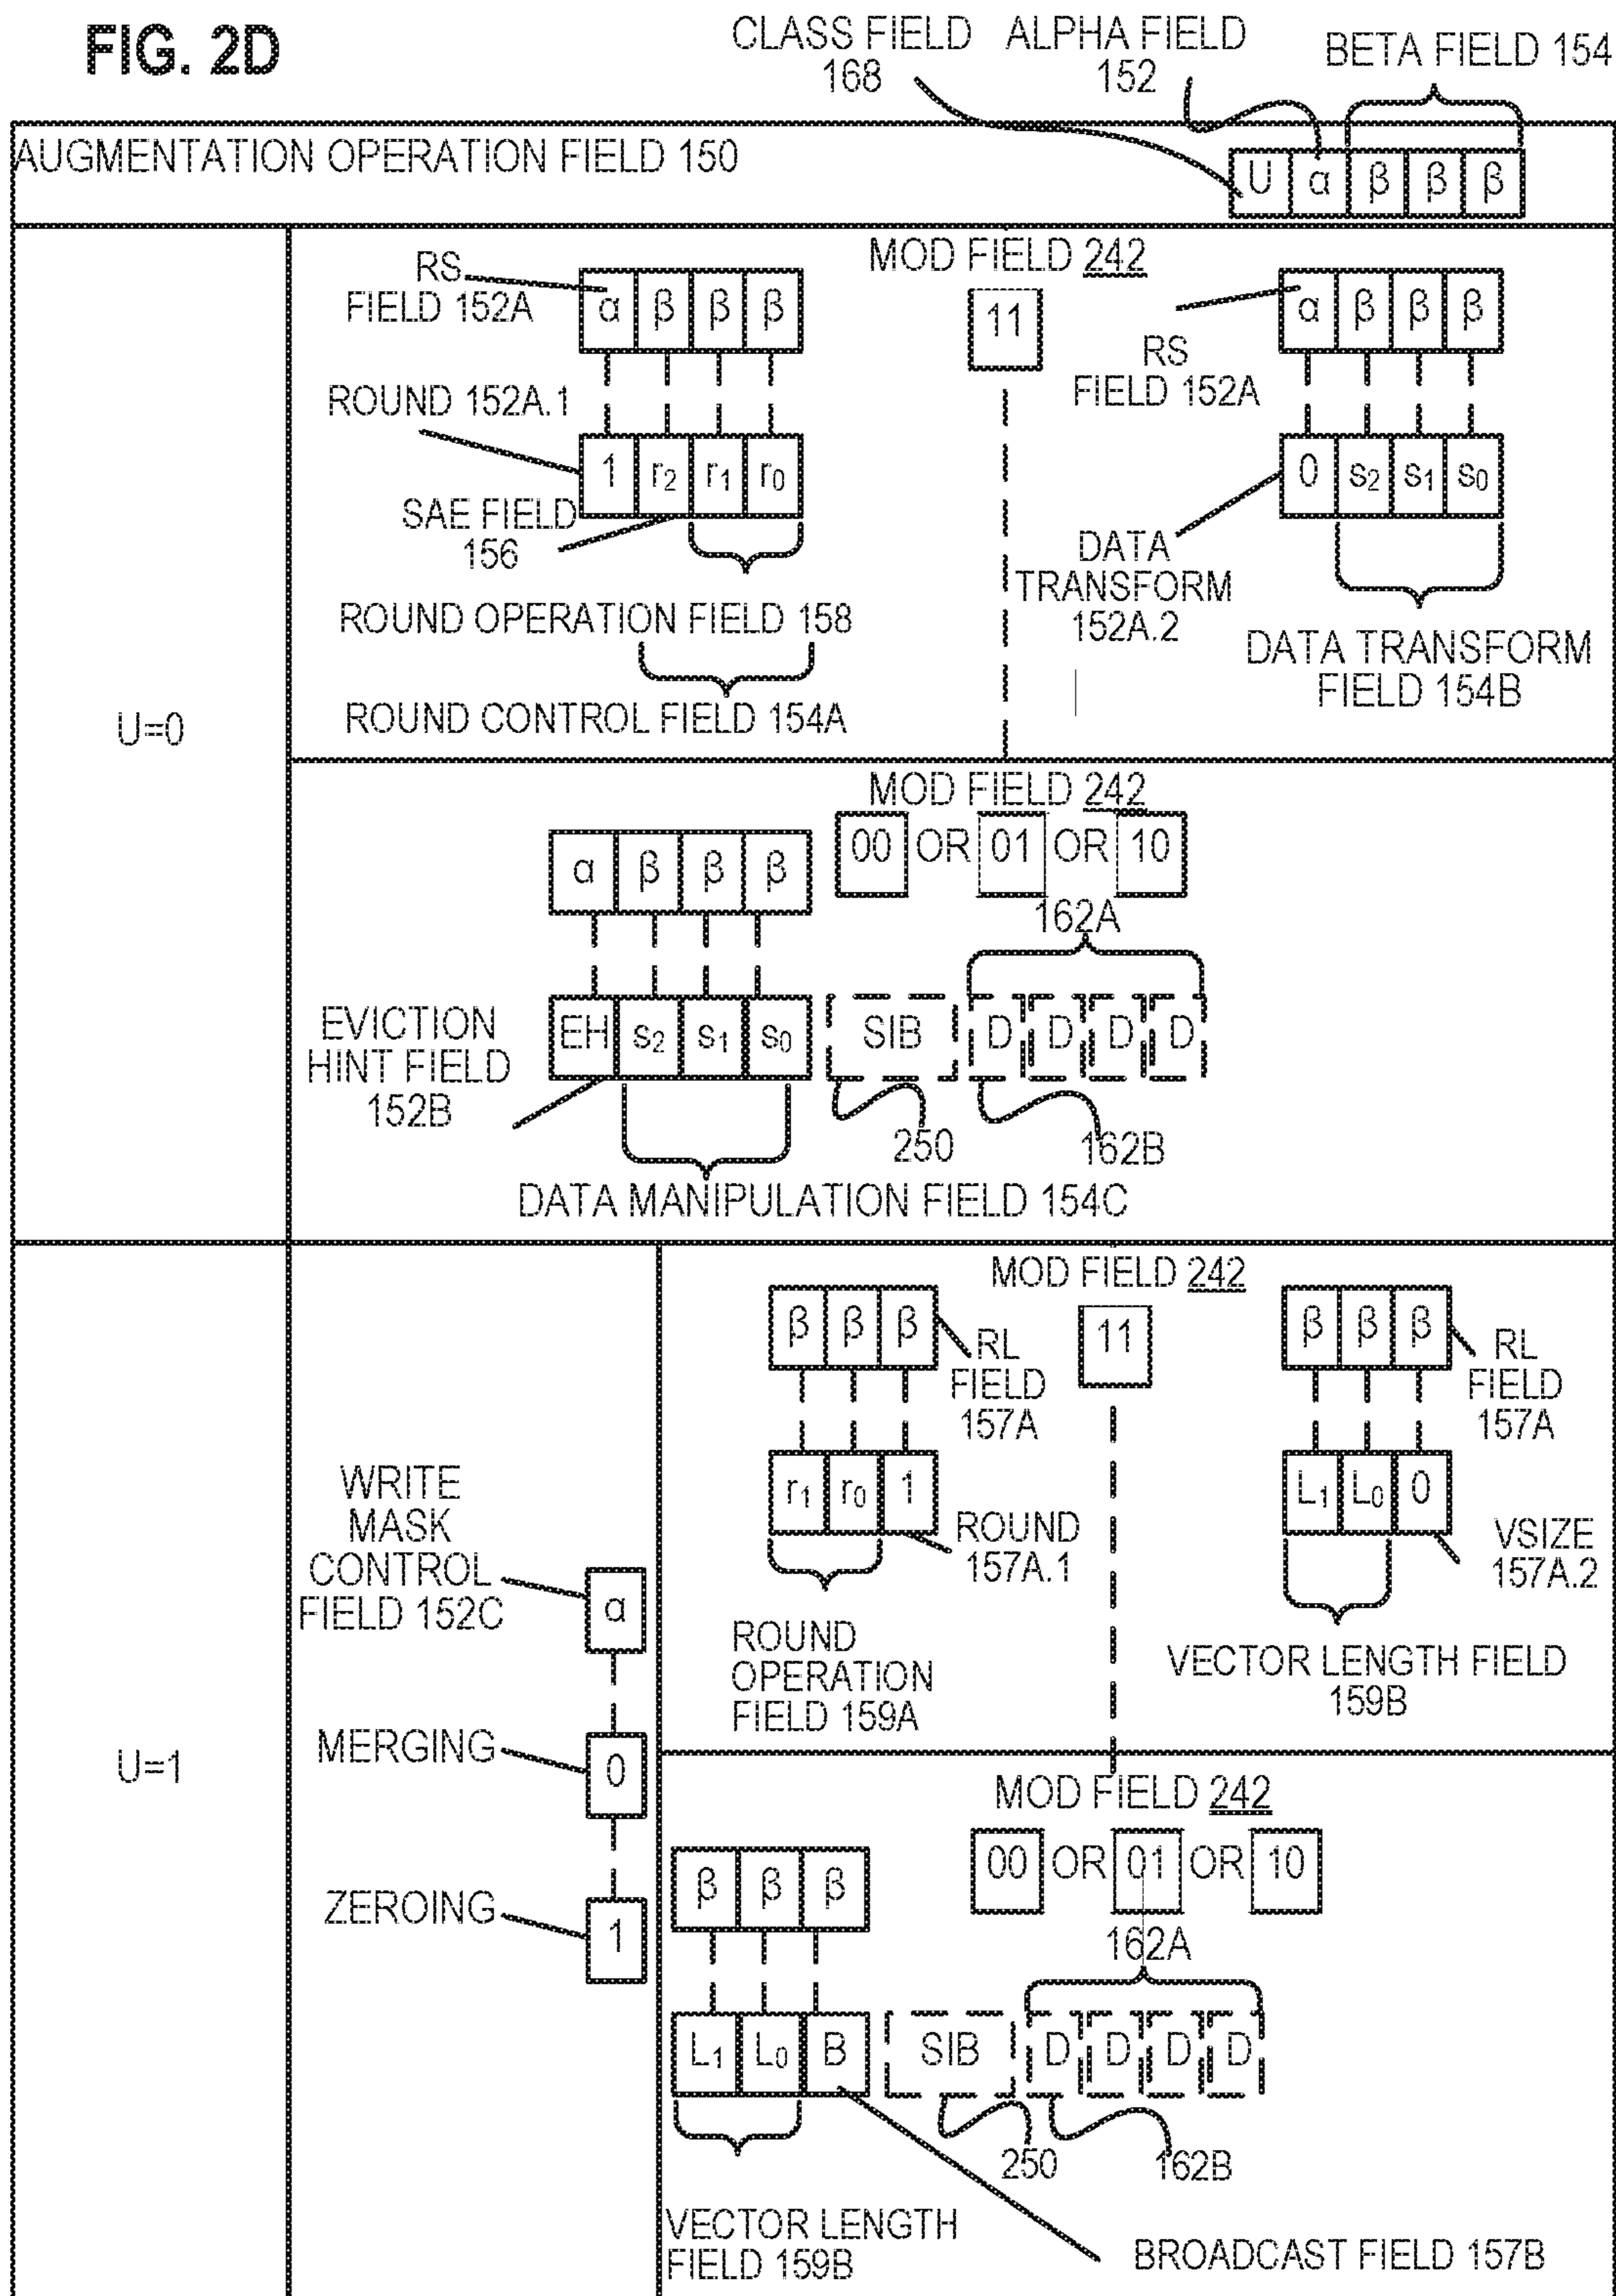 FIG. 2D
CLASS FIELD
168
ALPHA FIELD
152
BETA FIELD 154
AUGMENTATION OPERATION FIELD 150
U α β β β
U=0
MOD FIELD 242
11
RS
FIELD 152A
α β β β
ROUND 152A.1
1 r2 r1 r0
SAE FIELD
156
ROUND OPERATION FIELD 158
ROUND CONTROL FIELD 154A
α β β β
RS
FIELD 152A
0 s2 s1 s0
DATA
TRANSFORM
152A.2
DATA TRANSFORM
FIELD 154B
MOD FIELD 242
00 OR 01 OR 10
α β β β
162A
EVICTION
HINT FIELD
152B
EH s2 s1 s0 SIB D D D D
250
162B
DATA MANIPULATION FIELD 154C
U=1
WRITE
MASK
CONTROL
FIELD 152C
α
MERGING
0
ZEROING
1
MOD FIELD 242
11
β β β
RL
FIELD
157A
r1 r0 1
ROUND
157A.1
ROUND
OPERATION
FIELD 159A
β β β
RL
FIELD
157A
L1 L0 0
VSIZE
157A.2
VECTOR LENGTH FIELD
159B
MOD FIELD 242
00 OR 01 OR 10
β β β
162A
L1 L0 B SIB D D D D
250
162B
VECTOR LENGTH
FIELD 159B
BROADCAST FIELD 157B